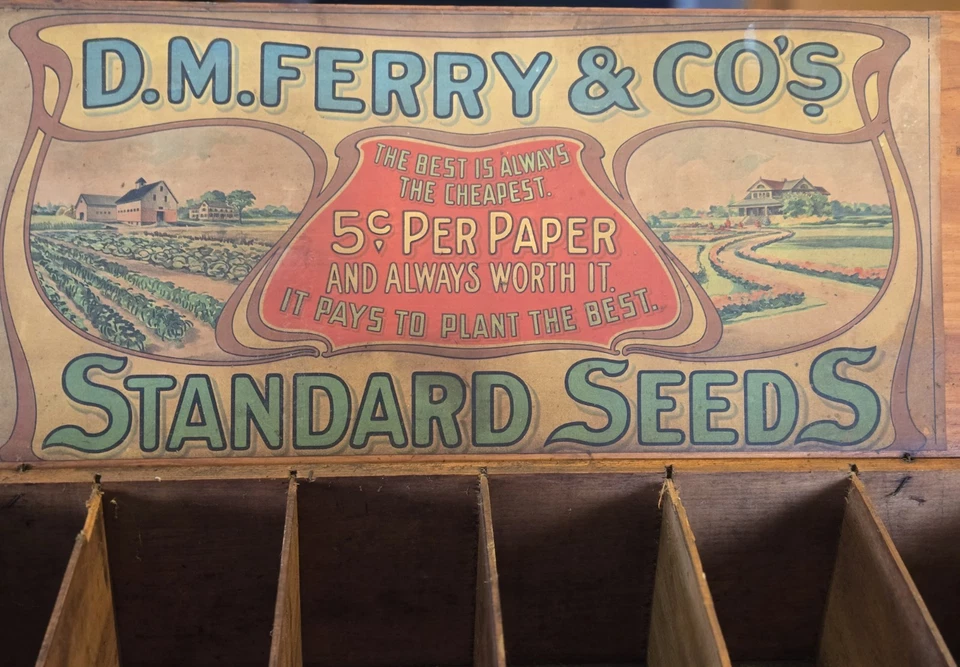 D.M.FERRY & CO'S
THE BEST IS ALWAYS
THE CHEAPEST.
5¢ PER PAPER
AND ALWAYS WORTH IT.
IT PAYS TO PLANT THE BEST.
STANDARD SEEDS